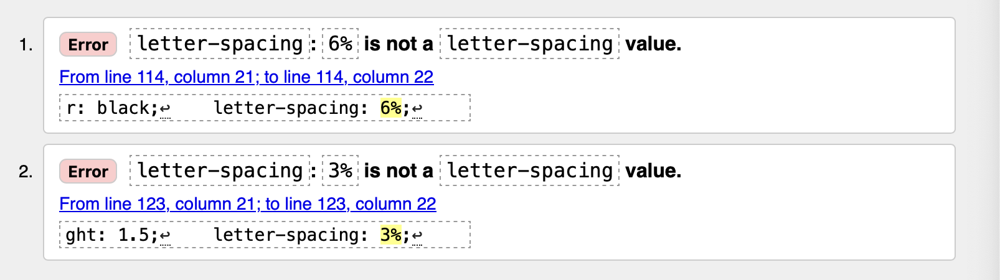 1. Error letter-spacing: 6% is not a letter-spacing value.
From line 114, column 21; to line 114, column 22
r: black;↩    letter-spacing: 6%;↩
2. Error letter-spacing: 3% is not a letter-spacing value.
From line 123, column 21; to line 123, column 22
ght: 1.5;↩    letter-spacing: 3%;↩